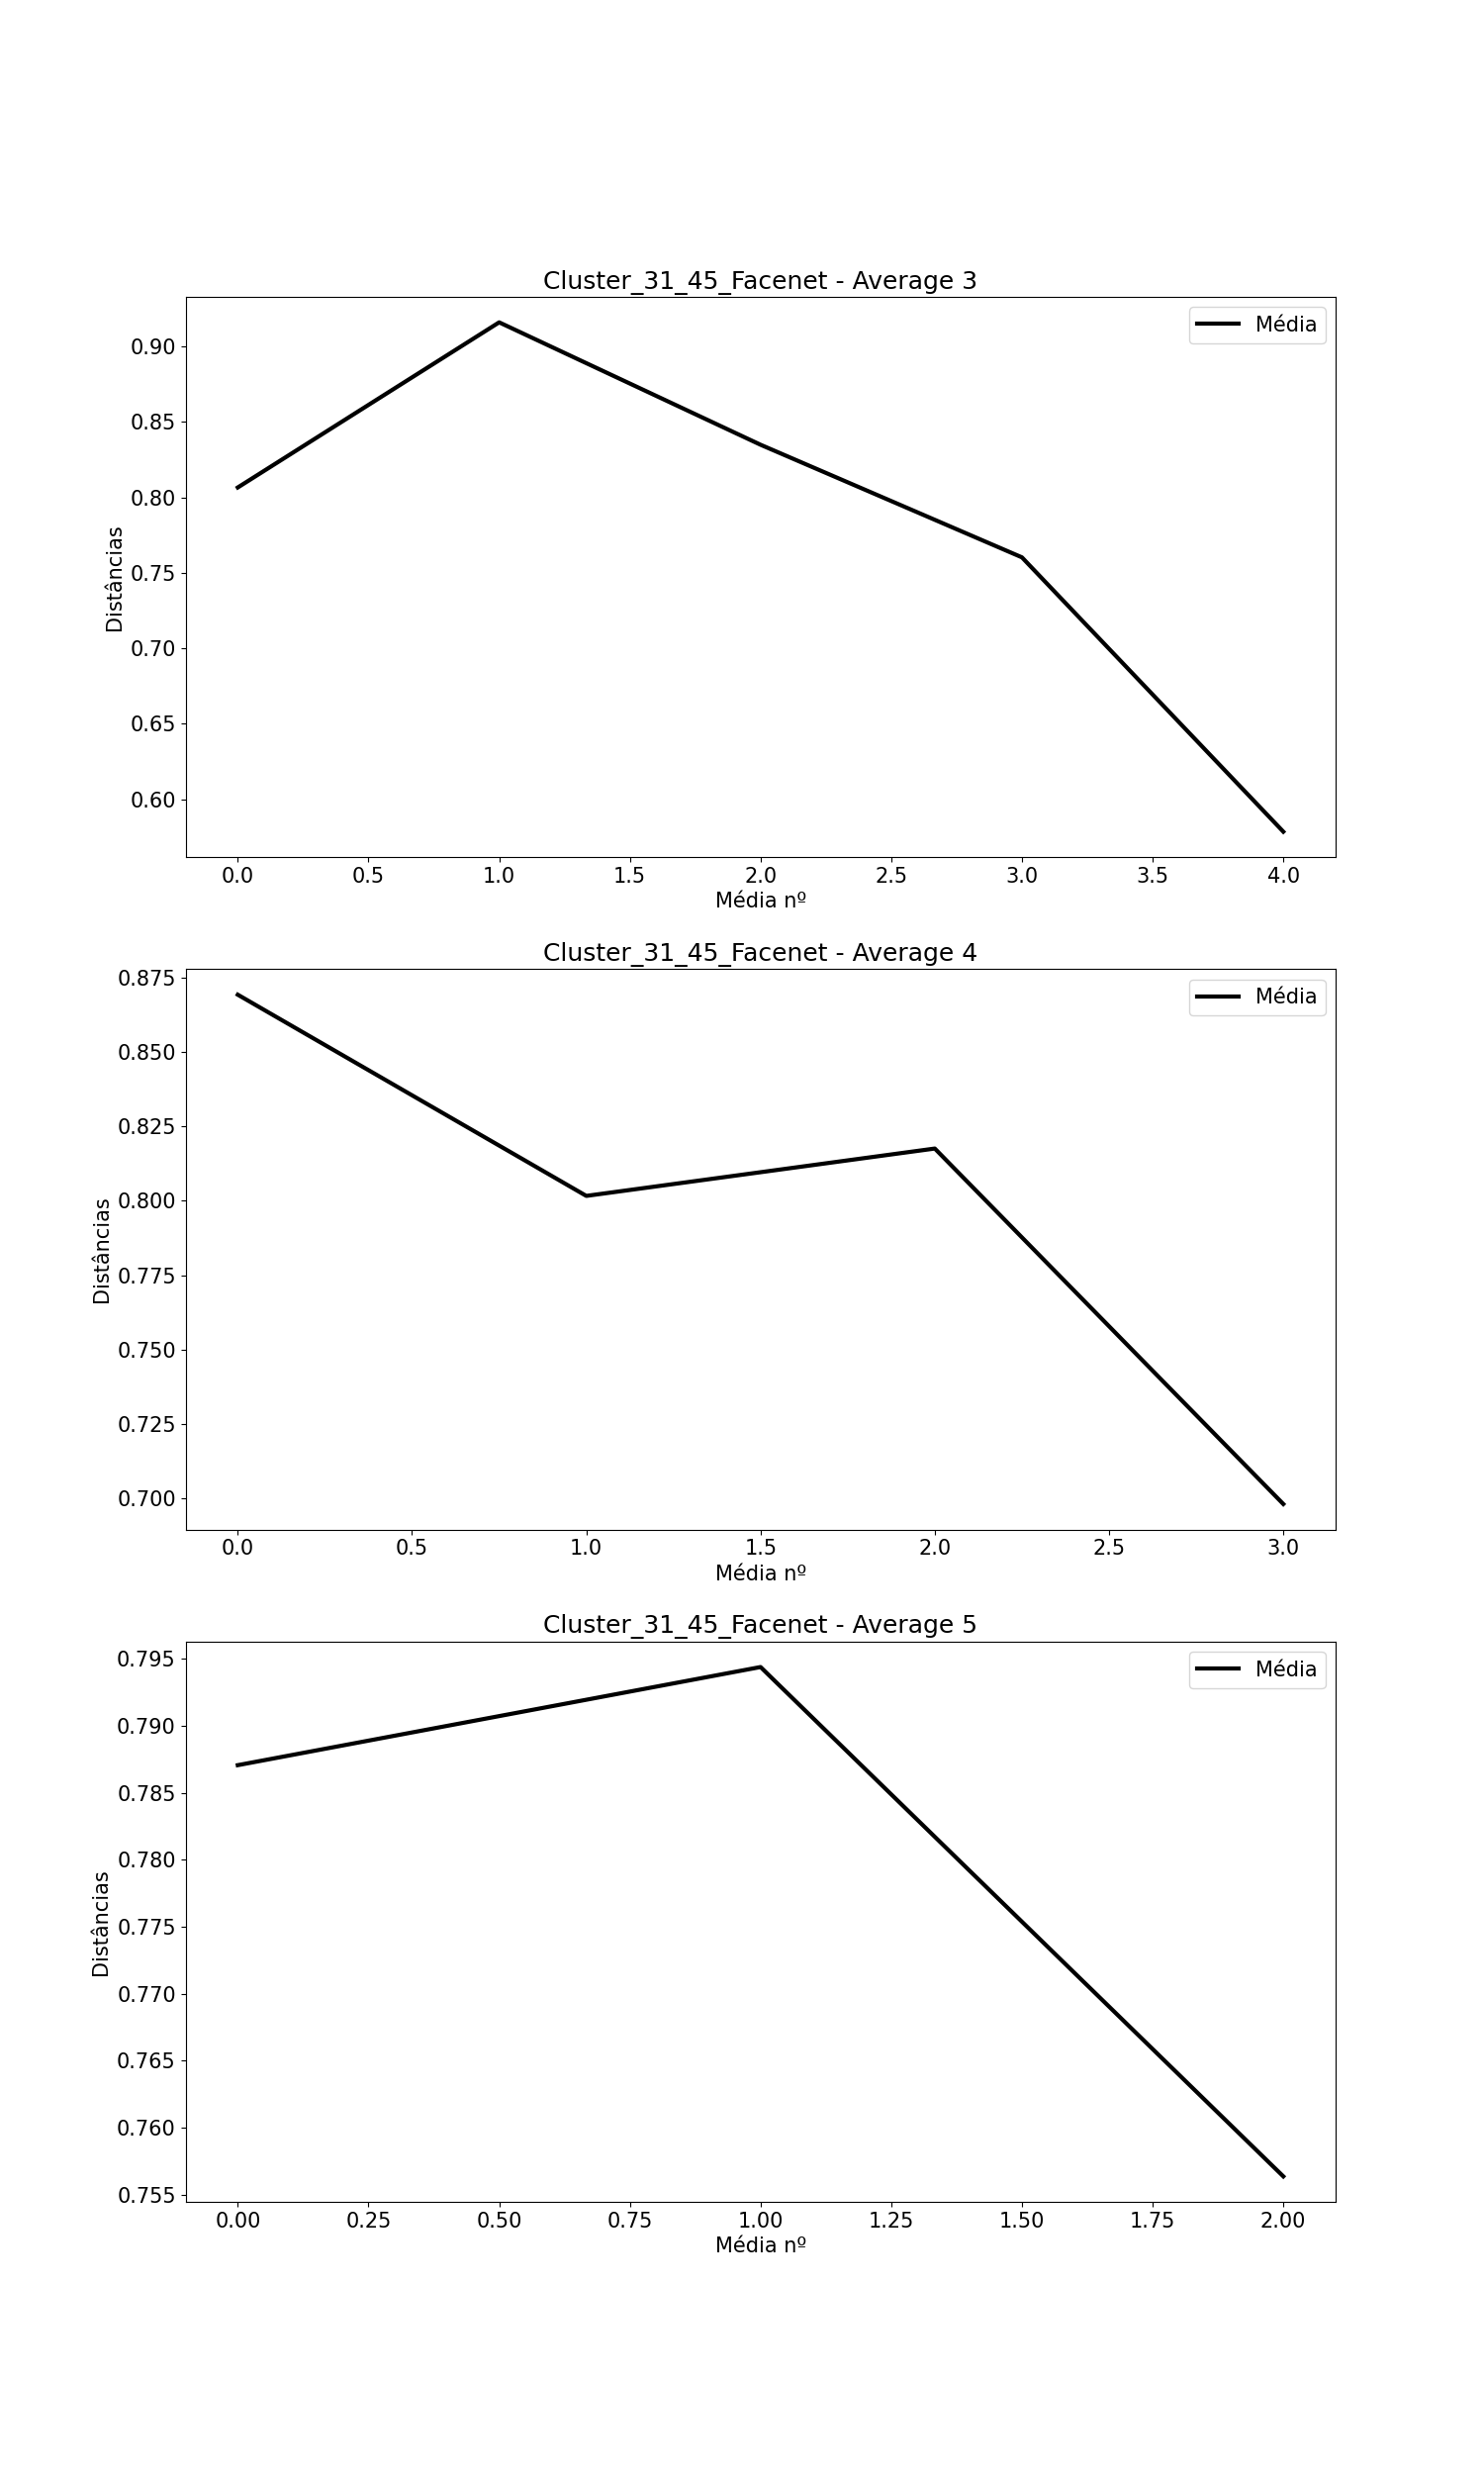 Cluster_31_45_Facenet - Average 3
Média
0.90
0.85
0.80
0.75
0.70
0.65
0.60
Distâncias
0.0 0.5 1.0 1.5 2.0 2.5 3.0 3.5 4.0
Média nº
Cluster_31_45_Facenet - Average 4
Média
0.875
0.850
0.825
0.800
0.775
0.750
0.725
0.700
Distâncias
0.0 0.5 1.0 1.5 2.0 2.5 3.0
Média nº
Cluster_31_45_Facenet - Average 5
Média
0.795
0.790
0.785
0.780
0.775
0.770
0.765
0.760
0.755
Distâncias
0.00 0.25 0.50 0.75 1.00 1.25 1.50 1.75 2.00
Média nº